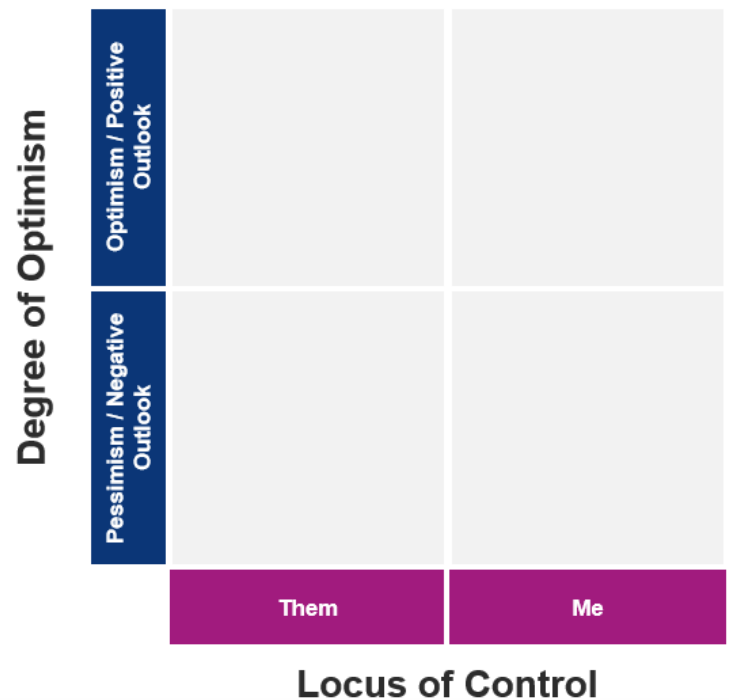 Degree of Optimism
Optimism / Positive
Outlook
Pessimism / Negative
Outlook
Them
Me
Locus of Control